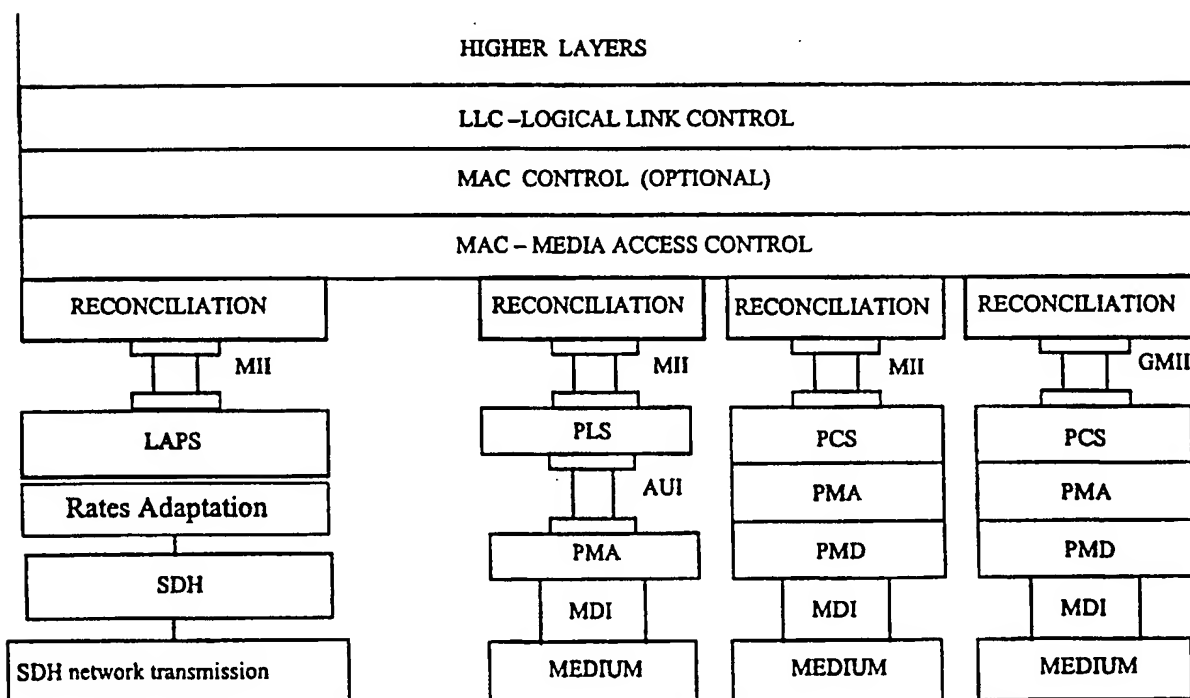 HIGHER LAYERS
LLC –LOGICAL LINK CONTROL
MAC CONTROL (OPTIONAL)
MAC – MEDIA ACCESS CONTROL
RECONCILIATION RECONCILIATION RECONCILIATION RECONCILIATION
MII MII MII GMII
LAPS PLS PCS PCS
AUI
Rates Adaptation PMA PMA
PMA PMD PMD
SDH
MDI MDI MDI
SDH network transmission MEDIUM MEDIUM MEDIUM